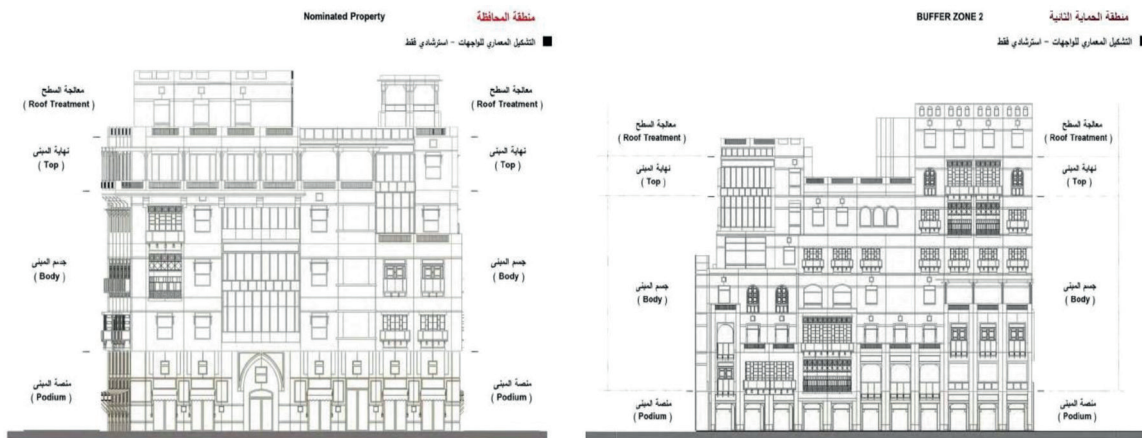 Nominated Property
منطقة المحافظة
التشكيل المعماري للواجهات - استرشادي فقط
معالجة السطح
( Roof Treatment )
معالجة السطح
( Roof Treatment )
نهاية المبنى
( Top )
نهاية المبنى
( Top )
جسم المبنى
( Body )
جسم المبنى
( Body )
منصة المبنى
( Podium )
منصة المبنى
( Podium )
BUFFER ZONE 2
منطقة الحماية الثانية
التشكيل المعماري للواجهات - استرشادي فقط
معالجة السطح
( Roof Treatment )
معالجة السطح
( Roof Treatment )
نهاية المبنى
( Top )
نهاية المبنى
( Top )
جسم المبنى
( Body )
جسم المبنى
( Body )
منصة المبنى
( Podium )
منصة المبنى
( Podium )